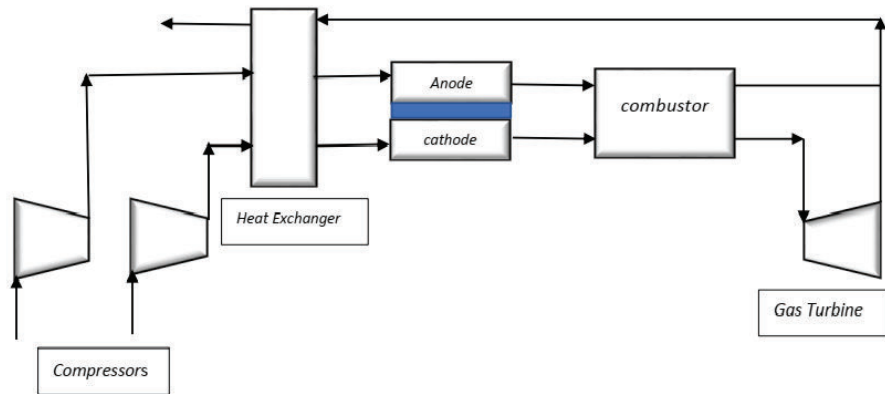 Anode
combustor
cathode
Heat Exchanger
Gas Turbine
Compressors